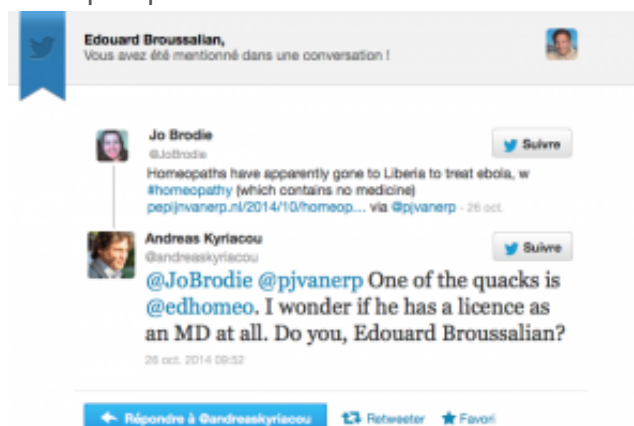 Edouard Broussalian,
Vous avez été mentionné dans une conversation !
Jo Brodie
@JoBrodie
Suivre
Homeopaths have apparently gone to Liberia to treat ebola, w
#homeopathy (which contains no medicine)
pepijnvanerp.nl/2014/10/homeop... via @pjvanerp - 26 oct.
Andreas Kyriacou
@andreaskyriacou
Suivre
@JoBrodie @pjvanerp One of the quacks is
@edhomeo. I wonder if he has a licence as
an MD at all. Do you, Edouard Broussalian?
26 oct. 2014 09:52
Répondre à @andreaskyriacou
Retweeter
Favori